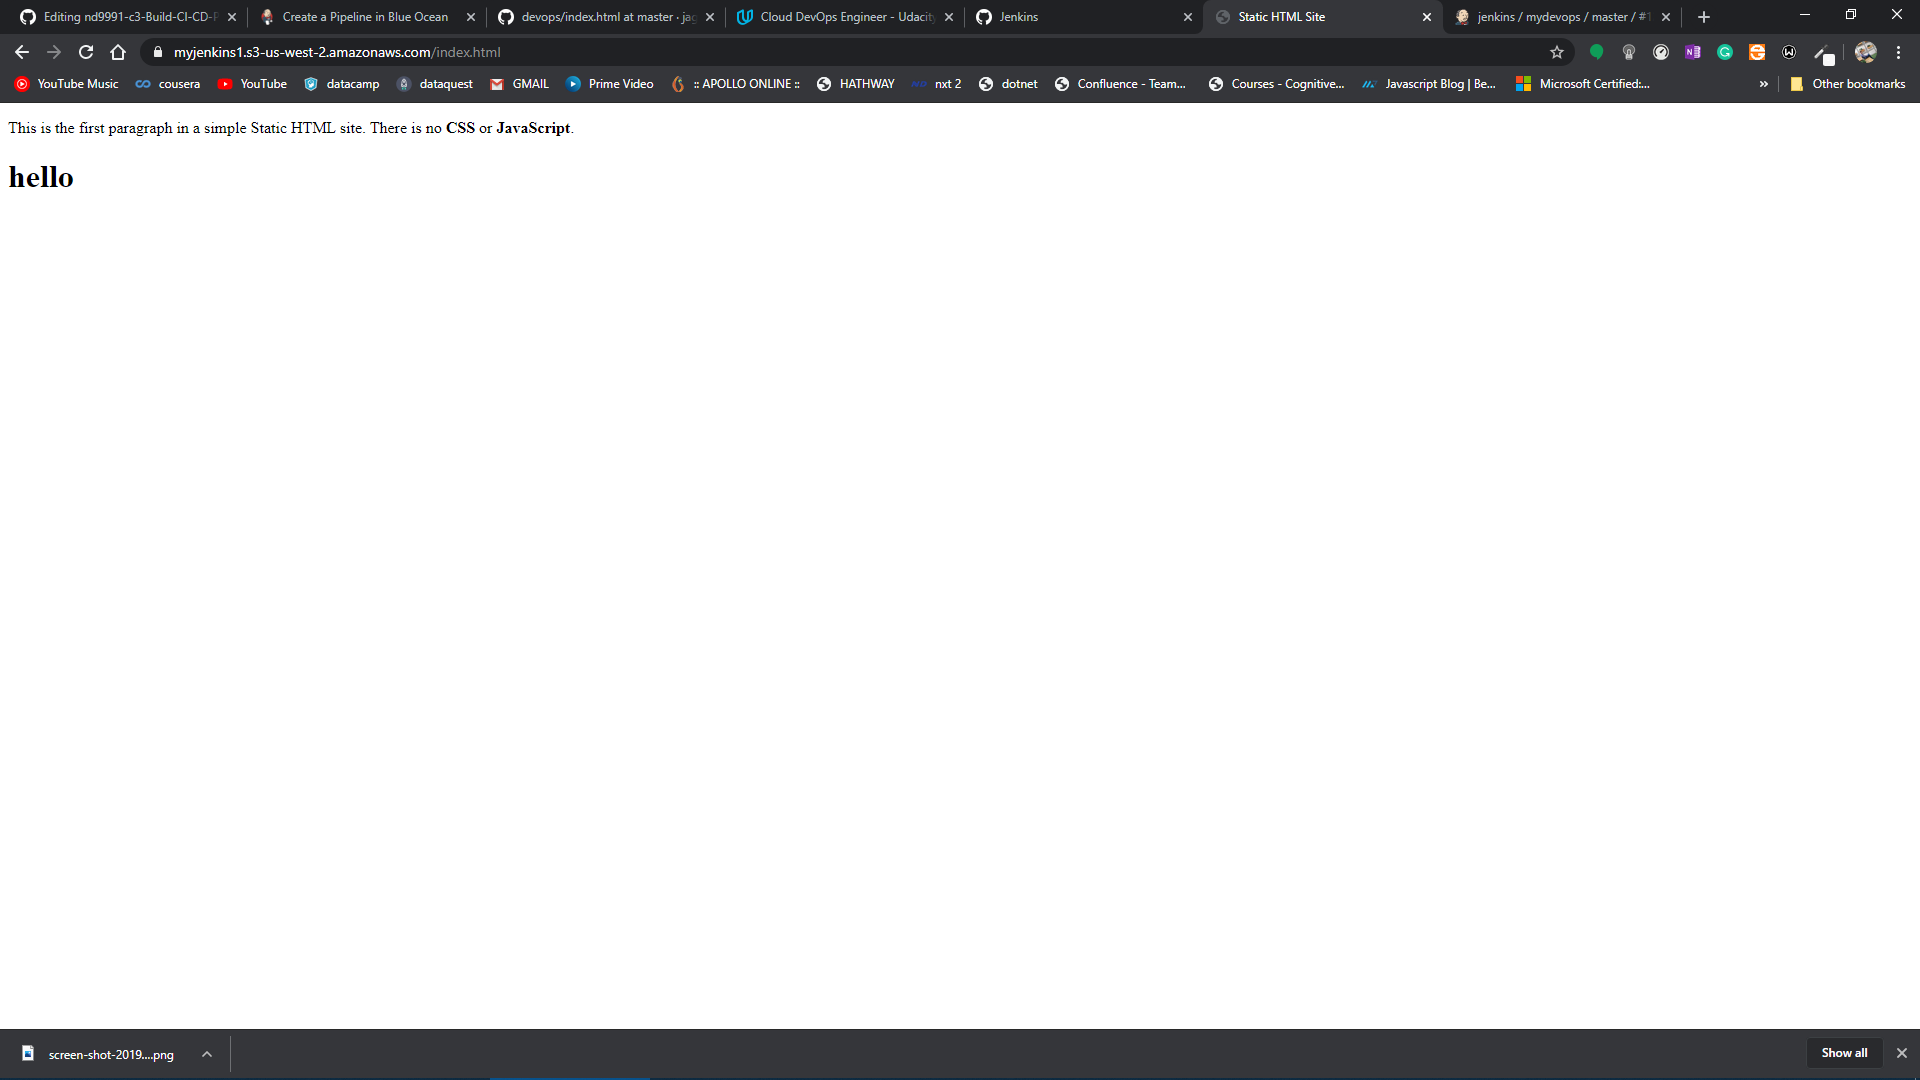 Editing nd9991-c3-Build-CI-CD-P
Create a Pipeline in Blue Ocean
devops/index.html at master · jag
Cloud DevOps Engineer - Udacity
Jenkins
Static HTML Site
jenkins / mydevops / master / #1
myjenkins1.s3-us-west-2.amazonaws.com/index.html
YouTube Music
cousera
YouTube
datacamp
dataquest
GMAIL
Prime Video
:: APOLLO ONLINE ::
HATHWAY
nxt 2
dotnet
Confluence - Team...
Courses - Cognitive...
Javascript Blog | Be...
Microsoft Certified:...
»
Other bookmarks
This is the first paragraph in a simple Static HTML site. There is no CSS or JavaScript.
hello
screen-shot-2019....png
Show all